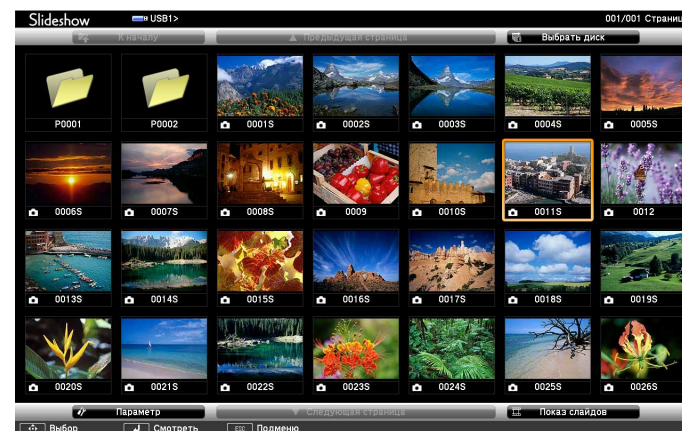 Slideshow USB1>
001/001 Страниц
К началу Предыдущая страница Выбрать диск
P0001 P0002 0001S 0002S 0003S 0004S 0005S
0006S 0007S 0008S 0009 0010S 0011S 0012
0013S 0014S 0015S 0016S 0017S 0018S 0019S
0020S 0021S 0022S 0023S 0024S 0025S 0026S
Параметр Следующая страница Показ слайдов
Выбор Смотреть ESC Подменю